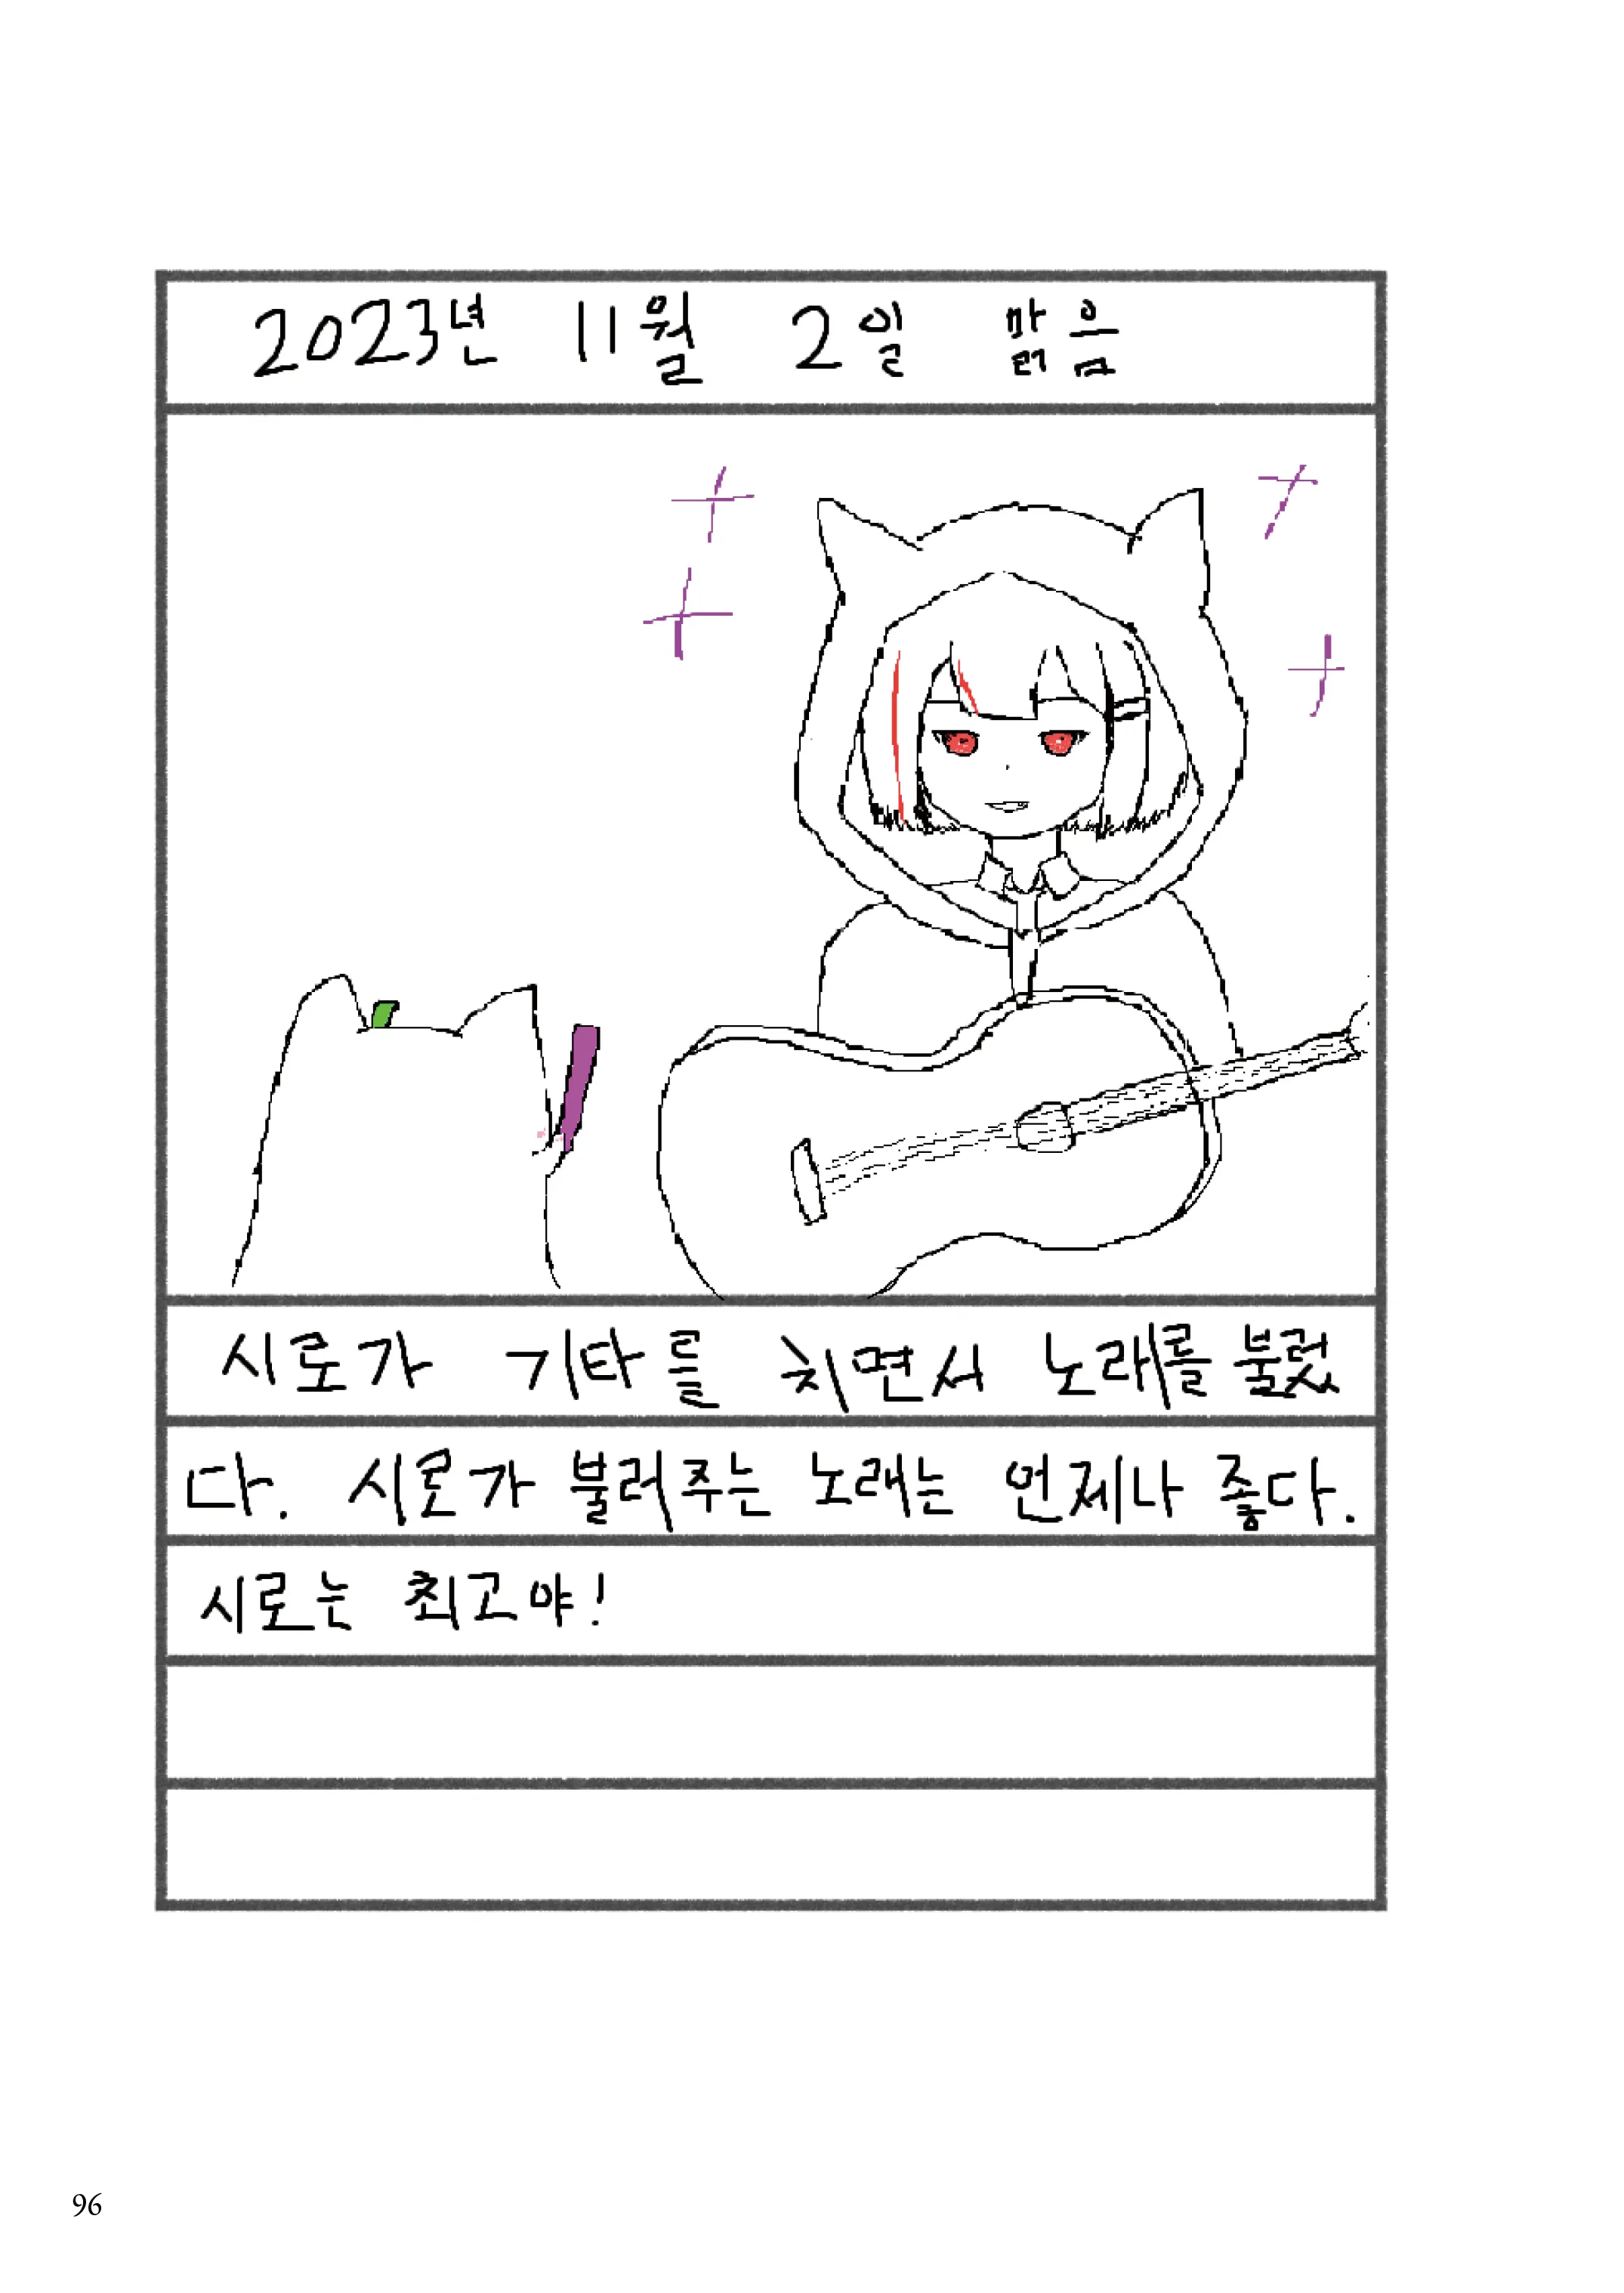 2023년 11월 2일 맑음
시로가 기타를 치면서 노래를 불렀
다. 시로가 불러주는 노래는 언제나 좋다.
시로는 최고야!
96